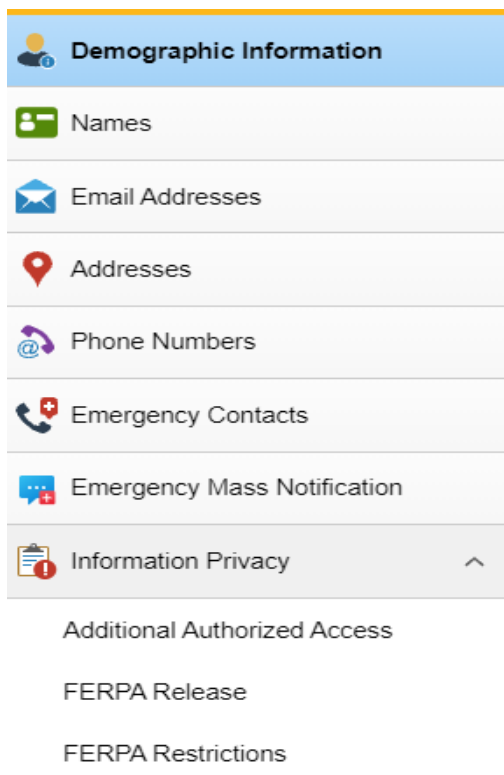 Demographic Information
Names
Email Addresses
Addresses
@
Phone Numbers
Emergency Contacts
Emergency Mass Notification
Information Privacy
Additional Authorized Access
FERPA Release
FERPA Restrictions